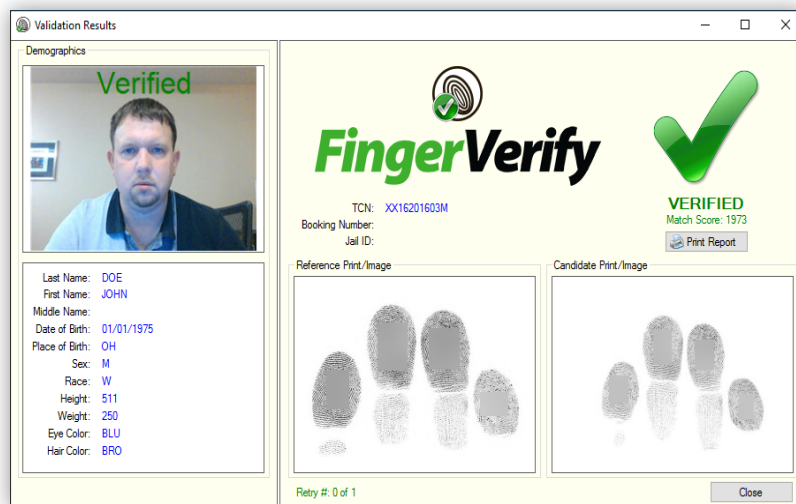 Validation Results
Demographics
Verified
Last Name: DOE
First Name: JOHN
Middle Name:
Date of Birth: 01/01/1975
Place of Birth: OH
Sex: M
Race: W
Height: 511
Weight: 250
Eye Color: BLU
Hair Color: BRO
FingerVerify
TCN: XX16201603M
Booking Number:
Jail ID:
VERIFIED
Match Score: 1973
Print Report
Reference Print/Image
Candidate Print/Image
Retry #: 0 of 1
Close